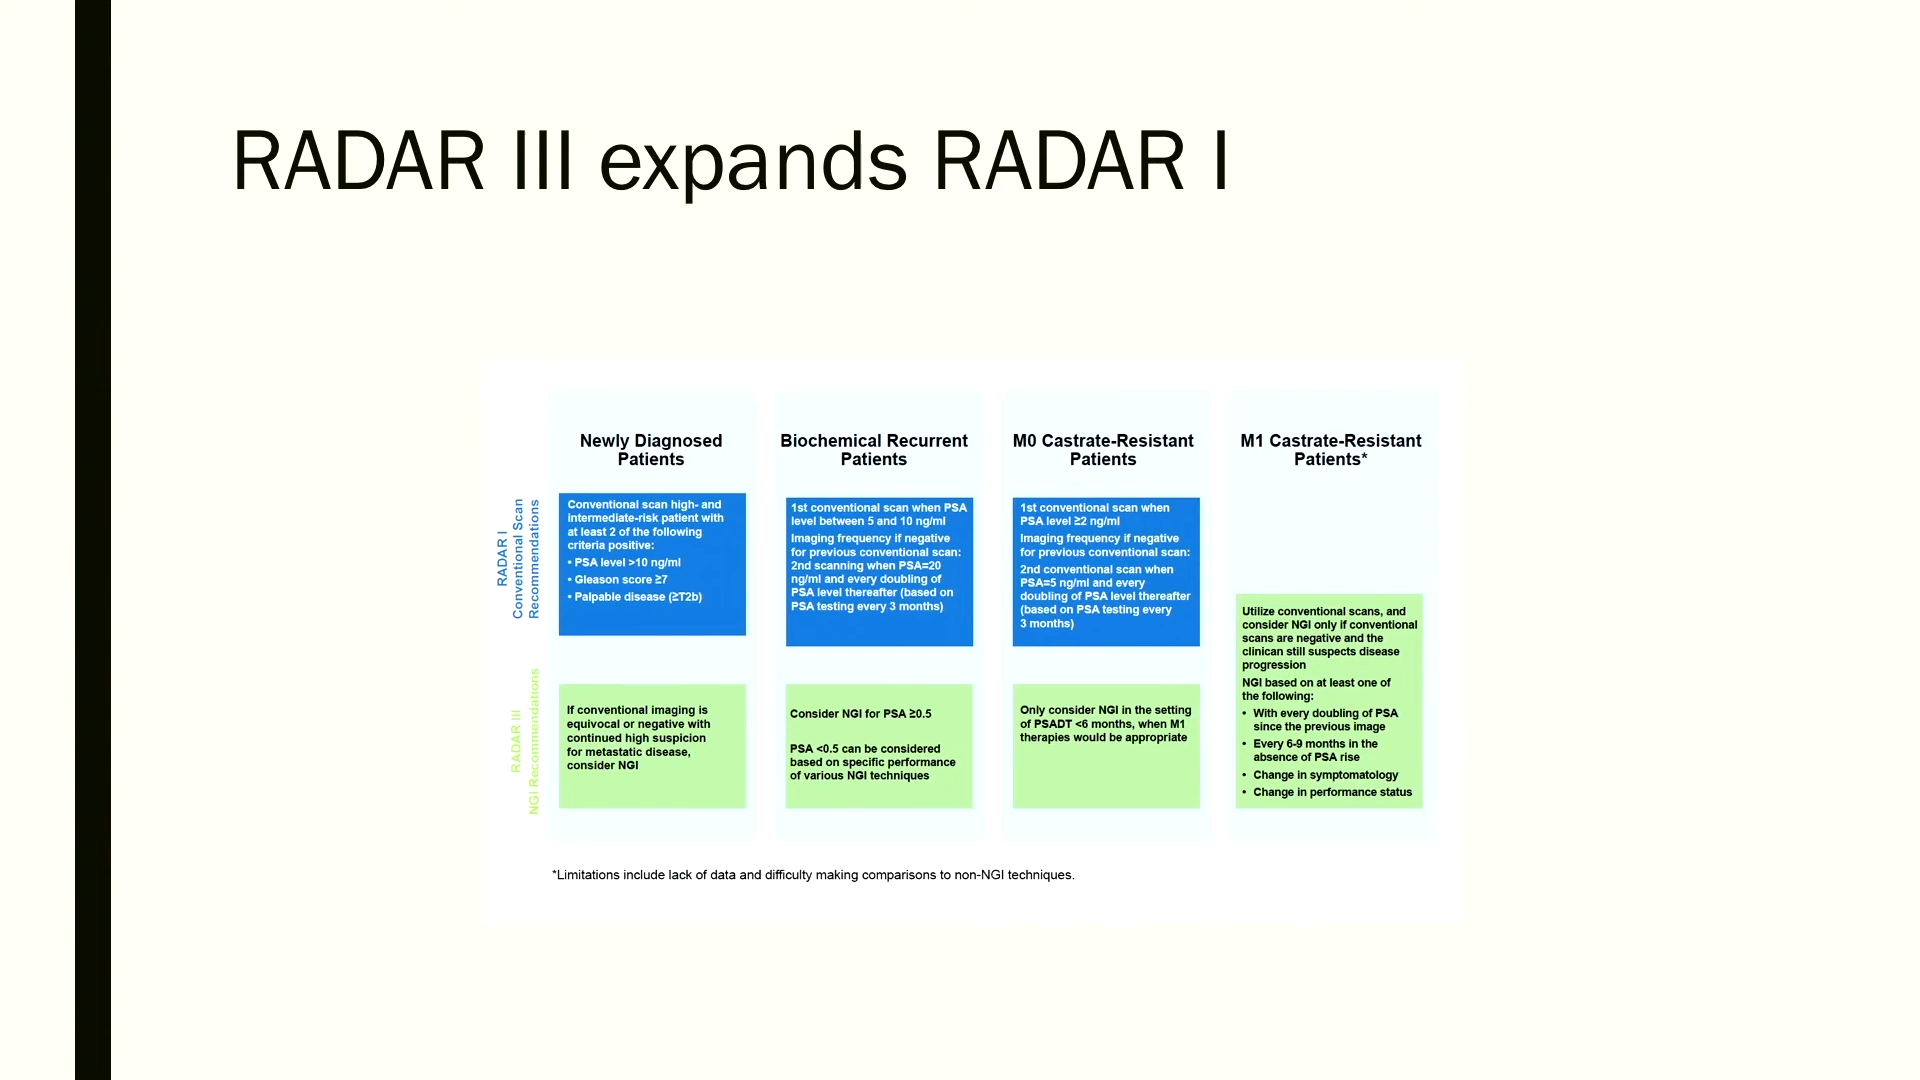 RADAR III expands RADAR I
Newly Diagnosed
Patients
Biochemical Recurrent
Patients
M0 Castrate-Resistant
Patients
M1 Castrate-Resistant
Patients*
RADAR I
Conventional Scan
Recommendations
Conventional scan high- and
intermediate-risk patient with
at least 2 of the following
criteria positive:
• PSA level >10 ng/ml
• Gleason score ≥7
• Palpable disease (≥T2b)
1st conventional scan when PSA
level between 5 and 10 ng/ml
Imaging frequency if negative
for previous conventional scan:
2nd scanning when PSA=20
ng/ml and every doubling of
PSA level thereafter (based on
PSA testing every 3 months)
1st conventional scan when
PSA level ≥2 ng/ml
Imaging frequency if negative
for previous conventional scan:
2nd conventional scan when
PSA=5 ng/ml and every
doubling of PSA level thereafter
(based on PSA testing every
3 months)
RADAR III
NGI Recommendations
If conventional imaging is
equivocal or negative with
continued high suspicion
for metastatic disease,
consider NGI
Consider NGI for PSA ≥0.5
PSA <0.5 can be considered
based on specific performance
of various NGI techniques
Only consider NGI in the setting
of PSADT <6 months, when M1
therapies would be appropriate
Utilize conventional scans, and
consider NGI only if conventional
scans are negative and the
clinican still suspects disease
progression
NGI based on at least one of
the following:
• With every doubling of PSA
since the previous image
• Every 6-9 months in the
absence of PSA rise
• Change in symptomatology
• Change in performance status
*Limitations include lack of data and difficulty making comparisons to non-NGI techniques.